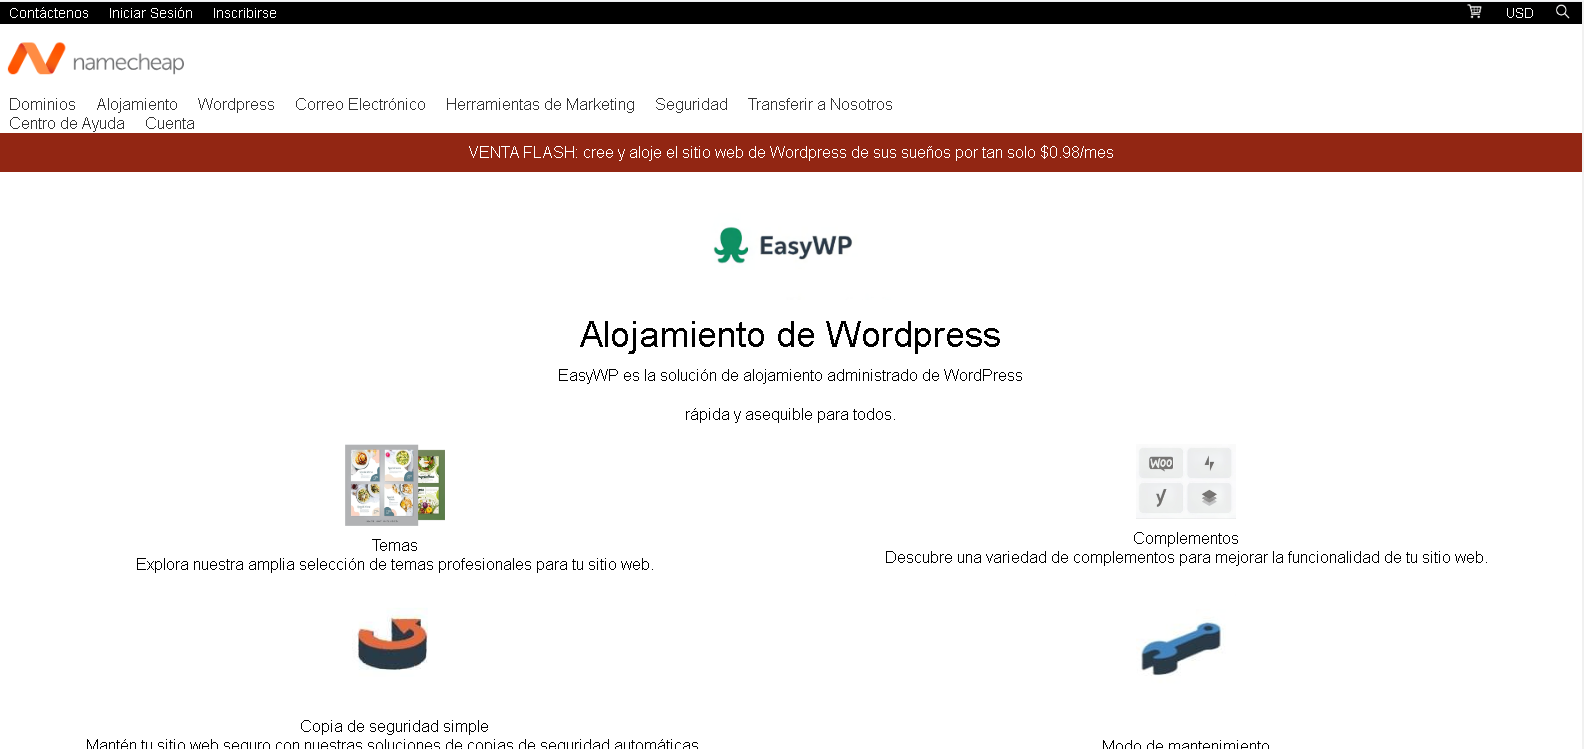 Contáctenos Iniciar Sesión Inscribirse USD
namecheap
Dominios Alojamiento Wordpress Correo Electrónico Herramientas de Marketing Seguridad Transferir a Nosotros
Centro de Ayuda Cuenta
VENTA FLASH: cree y aloje el sitio web de Wordpress de sus sueños por tan solo $0.98/mes
EasyWP
Alojamiento de Wordpress
EasyWP es la solución de alojamiento administrado de WordPress
rápida y asequible para todos.
Temas
Explora nuestra amplia selección de temas profesionales para tu sitio web.
WOO
y
Complementos
Descubre una variedad de complementos para mejorar la funcionalidad de tu sitio web.
Copia de seguridad simple
Mantén tu sitio web seguro con nuestras soluciones de copias de seguridad automáticas
Modo de mantenimiento